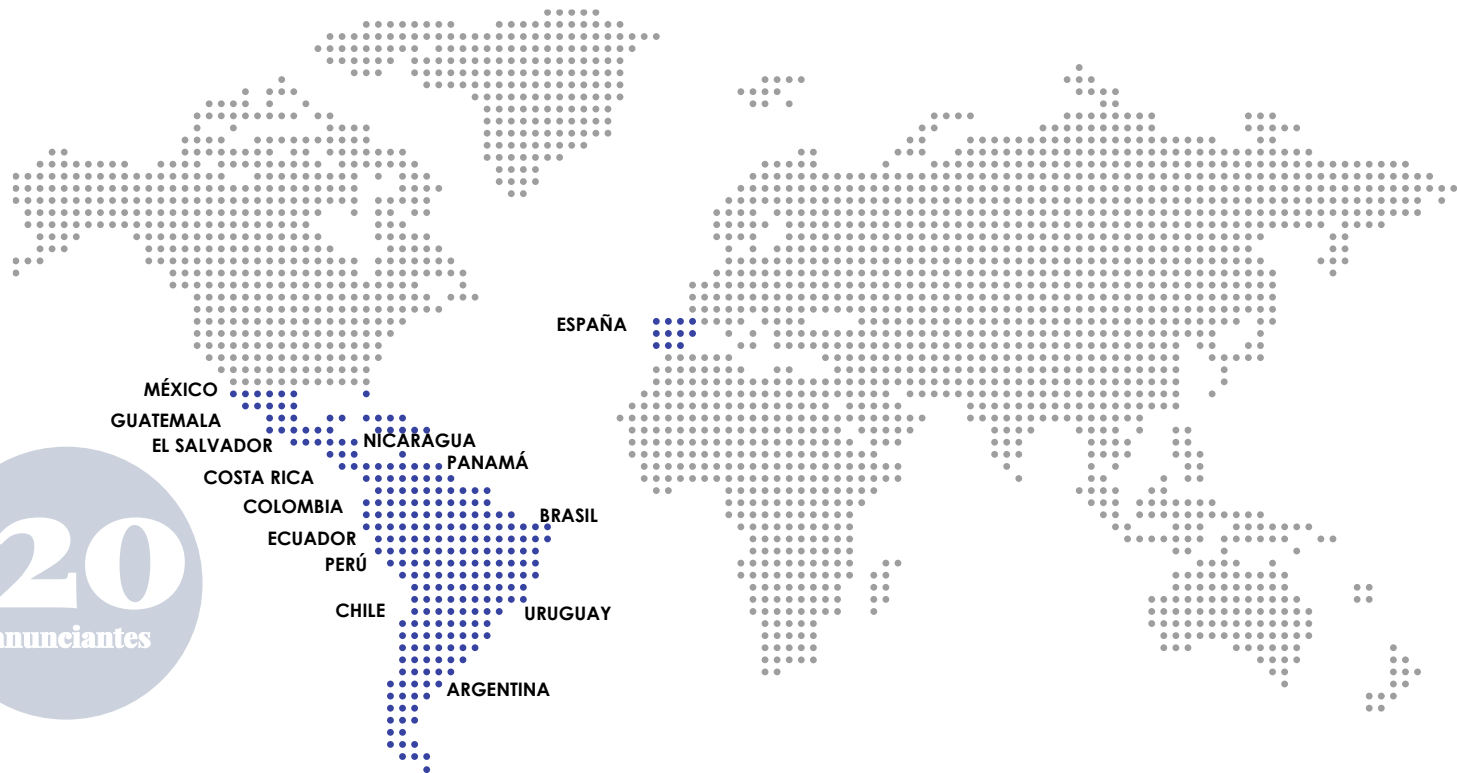 ESPAÑA
MÉXICO
GUATEMALA
EL SALVADOR
NICARAGUA
PANAMÁ
COSTA RICA
COLOMBIA
BRASIL
ECUADOR
PERÚ
CHILE
URUGUAY
ARGENTINA
20
anunciantes